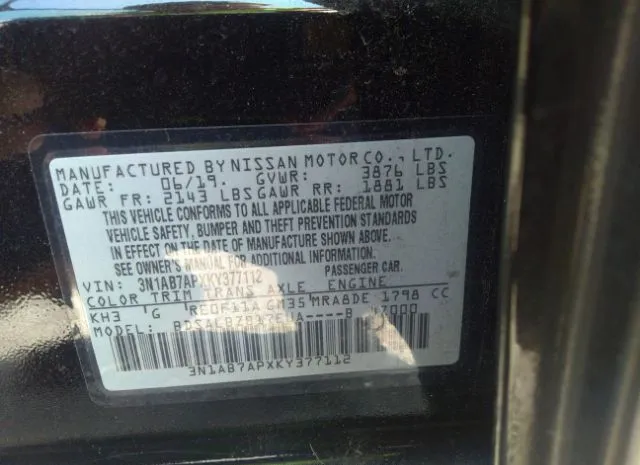 MANUFACTURED BY NISSAN MOTOR CO., LTD.
DATE: 06/19. GVWR: 3876 LBS
GAWR FR: 2143 LBS GAWR RR: 1881 LBS
THIS VEHICLE CONFORMS TO ALL APPLICABLE FEDERAL MOTOR
VEHICLE SAFETY, BUMPER AND THEFT PREVENTION STANDARDS
IN EFFECT ON THE DATE OF MANUFACTURE SHOWN ABOVE.
SEE OWNER'S MANUAL FOR ADDITIONAL INFORMATION.
VIN: 3N1AB7APXKY377112 PASSENGER CAR.
COLOR TRIM TRANS AXLE ENGINE
KH3 G RE0F11A GM35 MRA8DE 1798 CC
MODEL:
3N1AB7APXKY377112